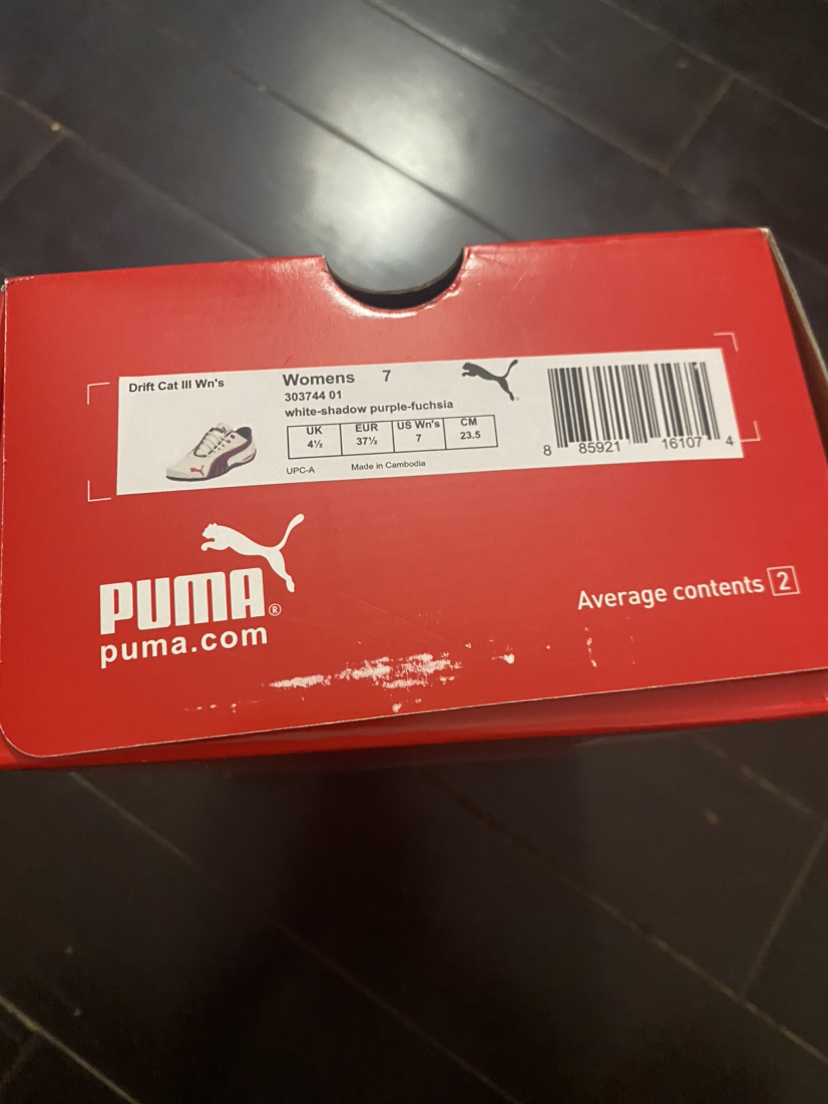 Drift Cat III Wn's
Womens 7
303744 01
white-shadow purple-fuchsia
UK EUR US Wn's CM
4½ 37½ 7 23.5
UPC-A Made in Cambodia
8 85921 16107 4
PUMA®
puma.com
Average contents 2